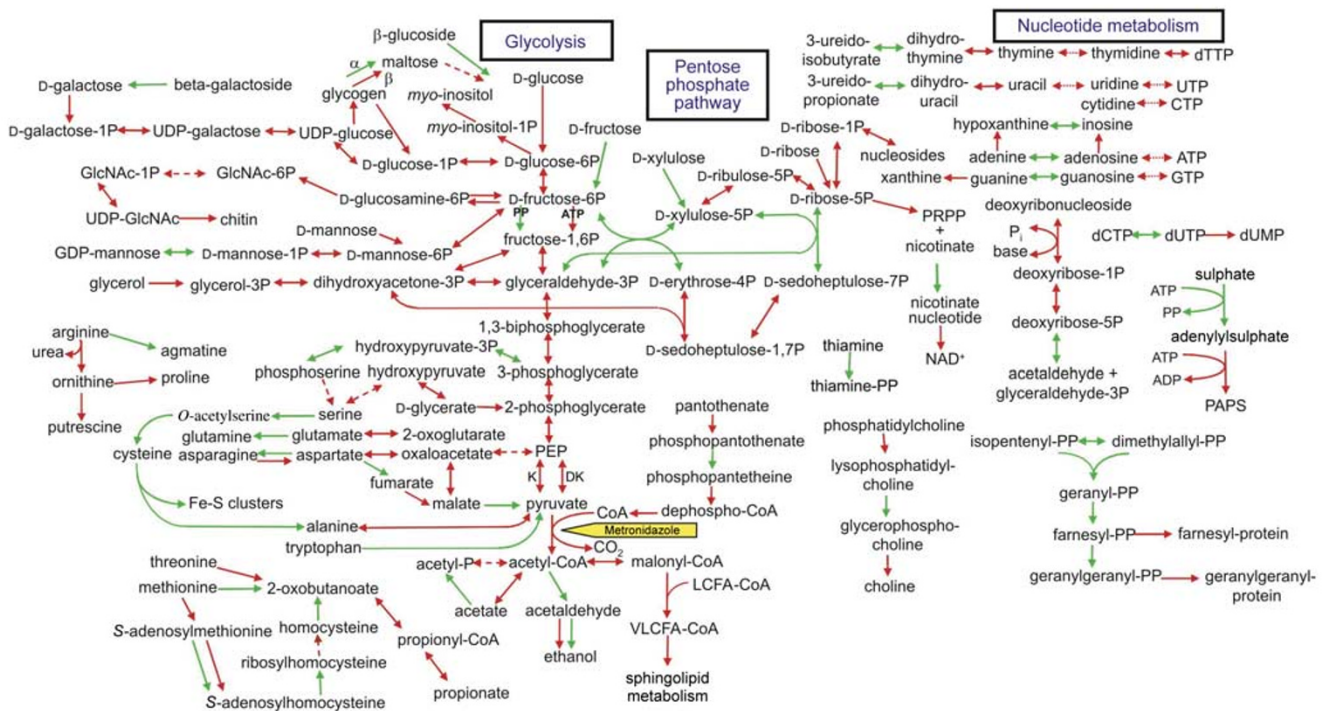 Glycolysis
Pentose
phosphate
pathway
Nucleotide metabolism
β-glucoside
α
maltose
β
D-glucose
D-galactose
beta-galactoside
glycogen
myo-inositol
D-galactose-1P
UDP-galactose
UDP-glucose
myo-inositol-1P
D-fructose
D-glucose-1P
D-glucose-6P
GlcNAc-1P
GlcNAc-6P
D-glucosamine-6P
D-fructose-6P
PP
ATP
UDP-GlcNAc
chitin
D-mannose
fructose-1,6P
GDP-mannose
D-mannose-1P
D-mannose-6P
glycerol
glycerol-3P
dihydroxyacetone-3P
glyceraldehyde-3P
D-erythrose-4P
D-sedoheptulose-7P
D-xylulose
D-ribulose-5P
D-xylulose-5P
D-ribose-1P
D-ribose
nucleosides
D-ribose-5P
PRPP
+
nicotinate
nicotinate
nucleotide
NAD⁺
D-sedoheptulose-1,7P
3-ureido-
isobutyrate
dihydro-
thymine
thymine
thymidine
dTTP
3-ureido-
propionate
dihydro-
uracil
uracil
uridine
UTP
cytidine
CTP
hypoxanthine
inosine
adenine
adenosine
ATP
xanthine
guanine
guanosine
GTP
deoxyribonucleoside
Pi
base
dCTP
dUTP
dUMP
deoxyribose-1P
deoxyribose-5P
acetaldehyde +
glyceraldehyde-3P
sulphate
ATP
PP
adenylylsulphate
ATP
ADP
PAPS
arginine
urea
agmatine
ornithine
proline
putrescine
1,3-biphosphoglycerate
hydroxypyruvate-3P
phosphoserine
hydroxypyruvate
3-phosphoglycerate
O-acetylserine
serine
D-glycerate
2-phosphoglycerate
glutamine
glutamate
2-oxoglutarate
cysteine
asparagine
aspartate
oxaloacetate
PEP
K
DK
fumarate
Fe-S clusters
malate
pyruvate
alanine
tryptophan
CoA
Metronidazole
CO2
thiamine
thiamine-PP
pantothenate
phosphopantothenate
phosphopantetheine
dephospho-CoA
phosphatidylcholine
lysophosphatidyl-
choline
glycerophospho-
choline
choline
isopentenyl-PP
dimethylallyl-PP
geranyl-PP
farnesyl-PP
farnesyl-protein
geranylgeranyl-PP
geranylgeranyl-
protein
threonine
methionine
2-oxobutanoate
S-adenosylmethionine
homocysteine
ribosylhomocysteine
S-adenosylhomocysteine
propionyl-CoA
propionate
acetyl-P
acetyl-CoA
malonyl-CoA
acetate
acetaldehyde
LCFA-CoA
ethanol
VLCFA-CoA
sphingolipid
metabolism